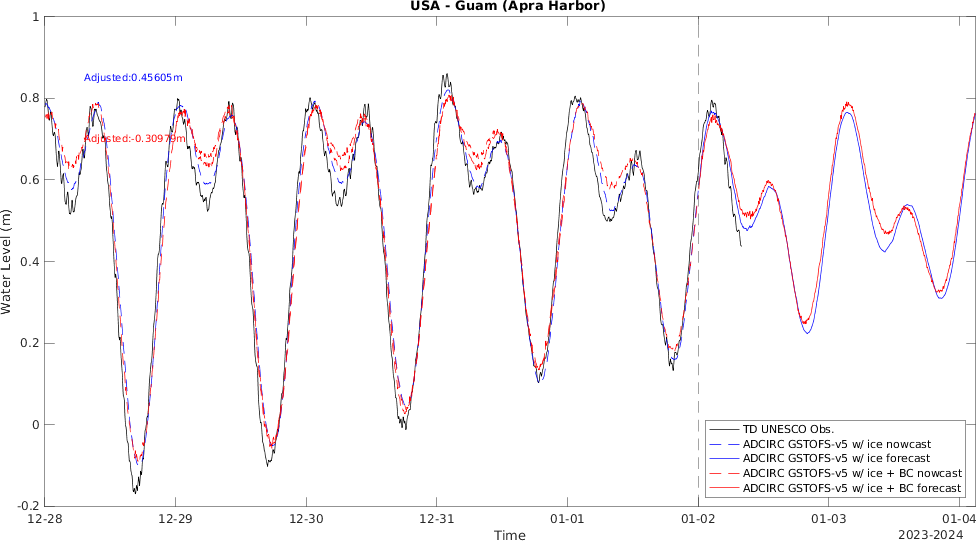 USA - Guam (Apra Harbor)
1
0.8
0.6
0.4
0.2
0
-0.2
Water Level (m)
Adjusted:0.45605m
Adjusted:-0.30979m
TD UNESCO Obs.
ADCIRC GSTOFS-v5 w/ ice nowcast
ADCIRC GSTOFS-v5 w/ ice forecast
ADCIRC GSTOFS-v5 w/ ice + BC nowcast
ADCIRC GSTOFS-v5 w/ ice + BC forecast
12-28 12-29 12-30 12-31 01-01 01-02 01-03 01-04
Time
2023-2024